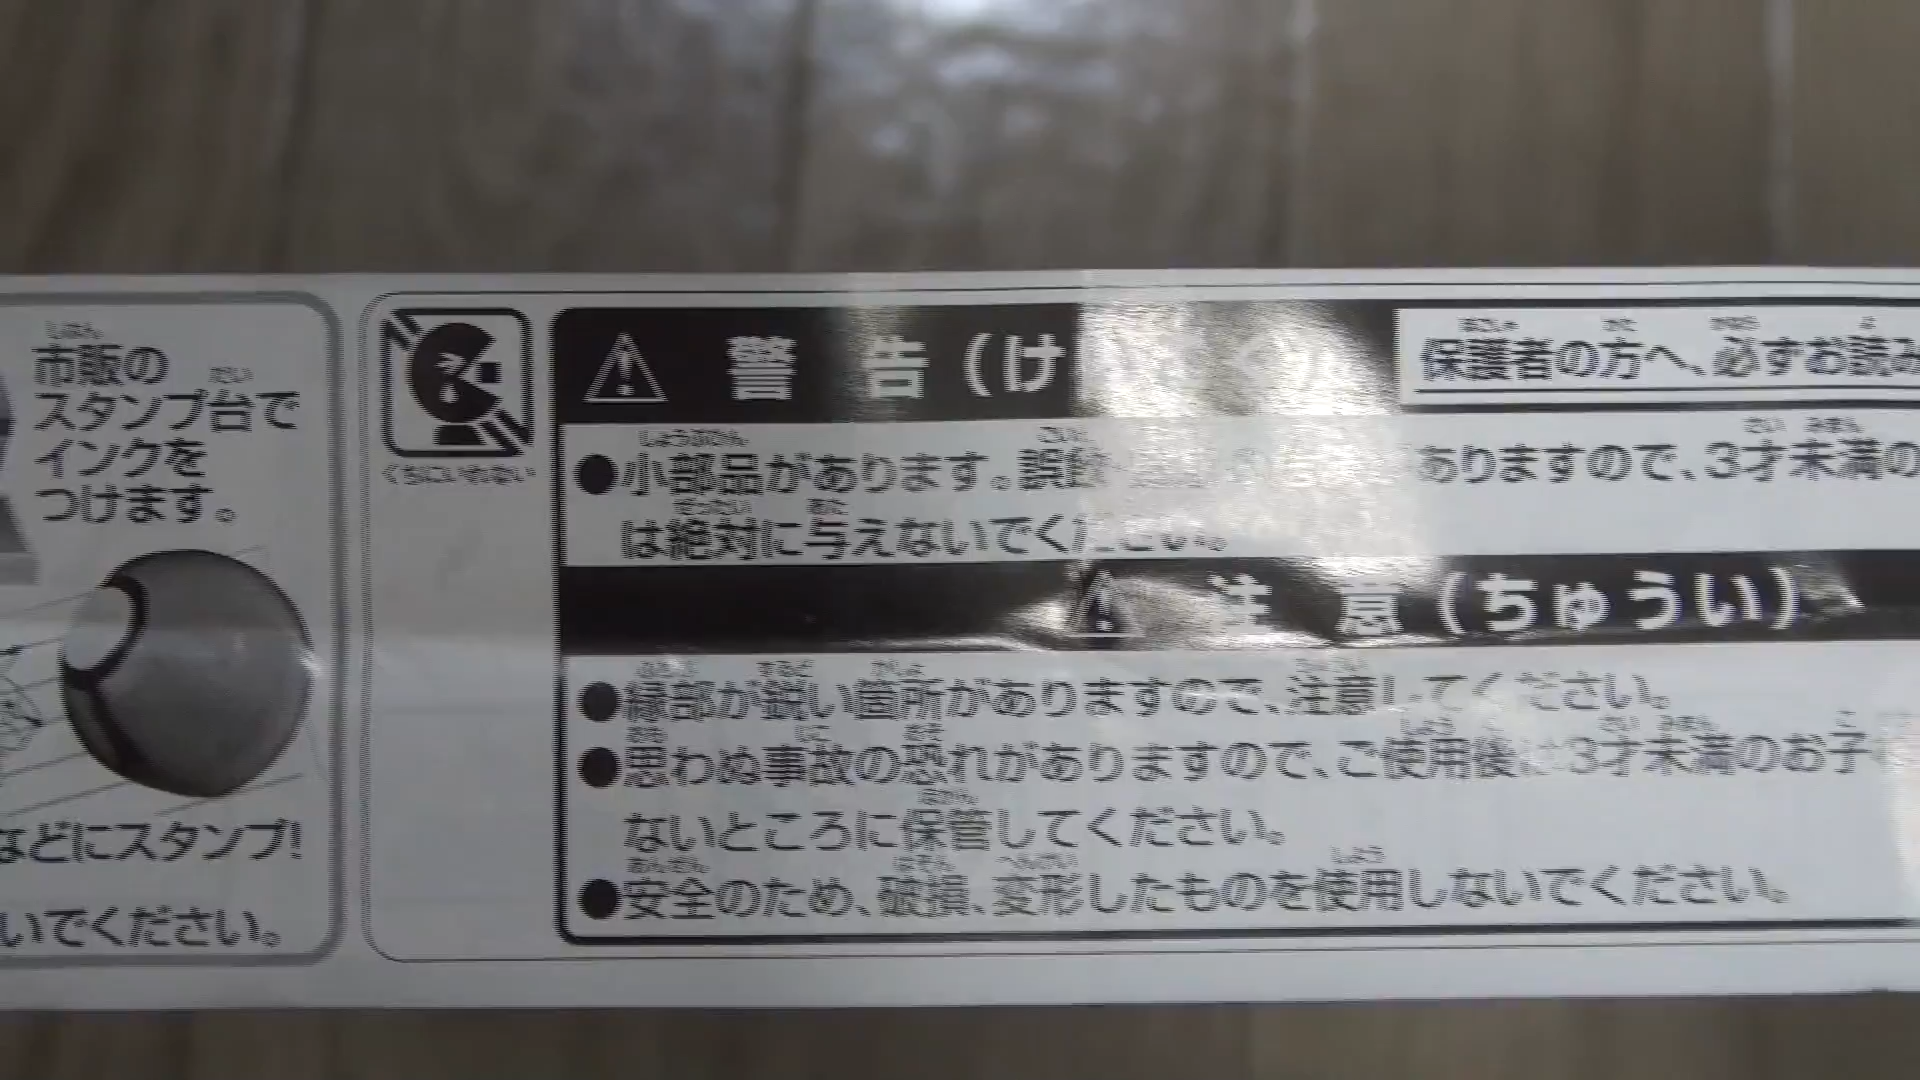 市販の
スタンプ台で
インクを
つけます。
などにスタンプ!
いでください。
くちにいれない
警告(け
保護者の方へ、必ずお読み
●小部品があります。誤飲 ありますので、3才未満の
は絶対に与えないでください。
注意(ちゅうい)
●縁部が鋭い箇所がありますので、注意してください。
●思わぬ事故の恐れがありますので、ご使用後は3才未満のお子
ないところに保管してください。
●安全のため、破損、変形したものを使用しないでください。